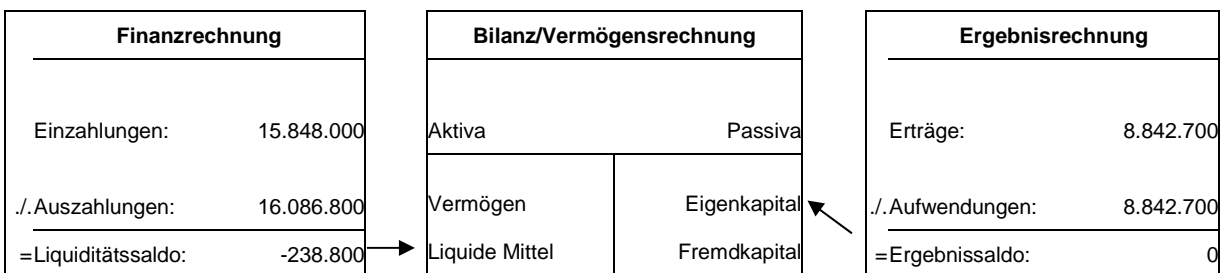 Finanzrechnung
Einzahlungen: 15.848.000
./.Auszahlungen: 16.086.800
=Liquiditätssaldo: -238.800
Bilanz/Vermögensrechnung
Aktiva Passiva
Vermögen Eigenkapital
Liquide Mittel Fremdkapital
Ergebnisrechnung
Erträge: 8.842.700
./.Aufwendungen: 8.842.700
=Ergebnissaldo: 0